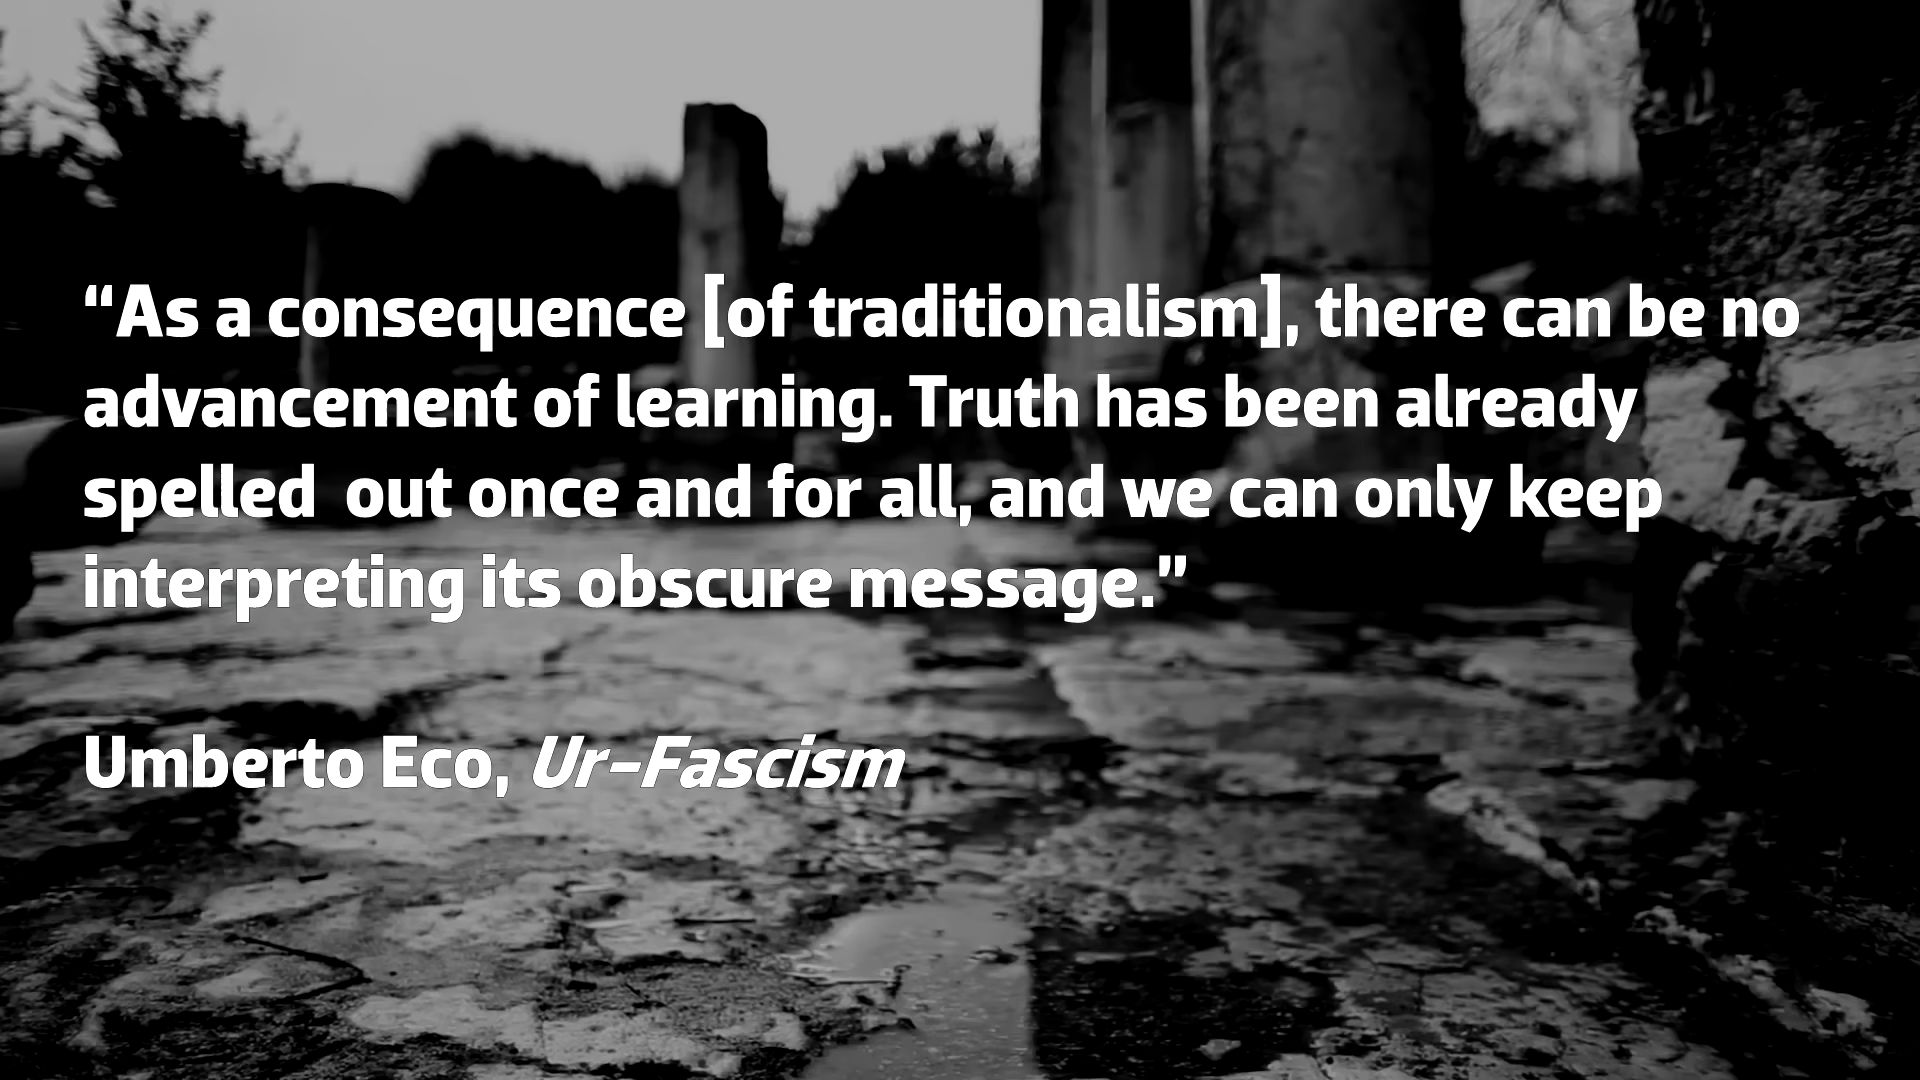 “As a consequence [of traditionalism], there can be no
advancement of learning. Truth has been already
spelled  out once and for all, and we can only keep
interpreting its obscure message.”
Umberto Eco, Ur-Fascism